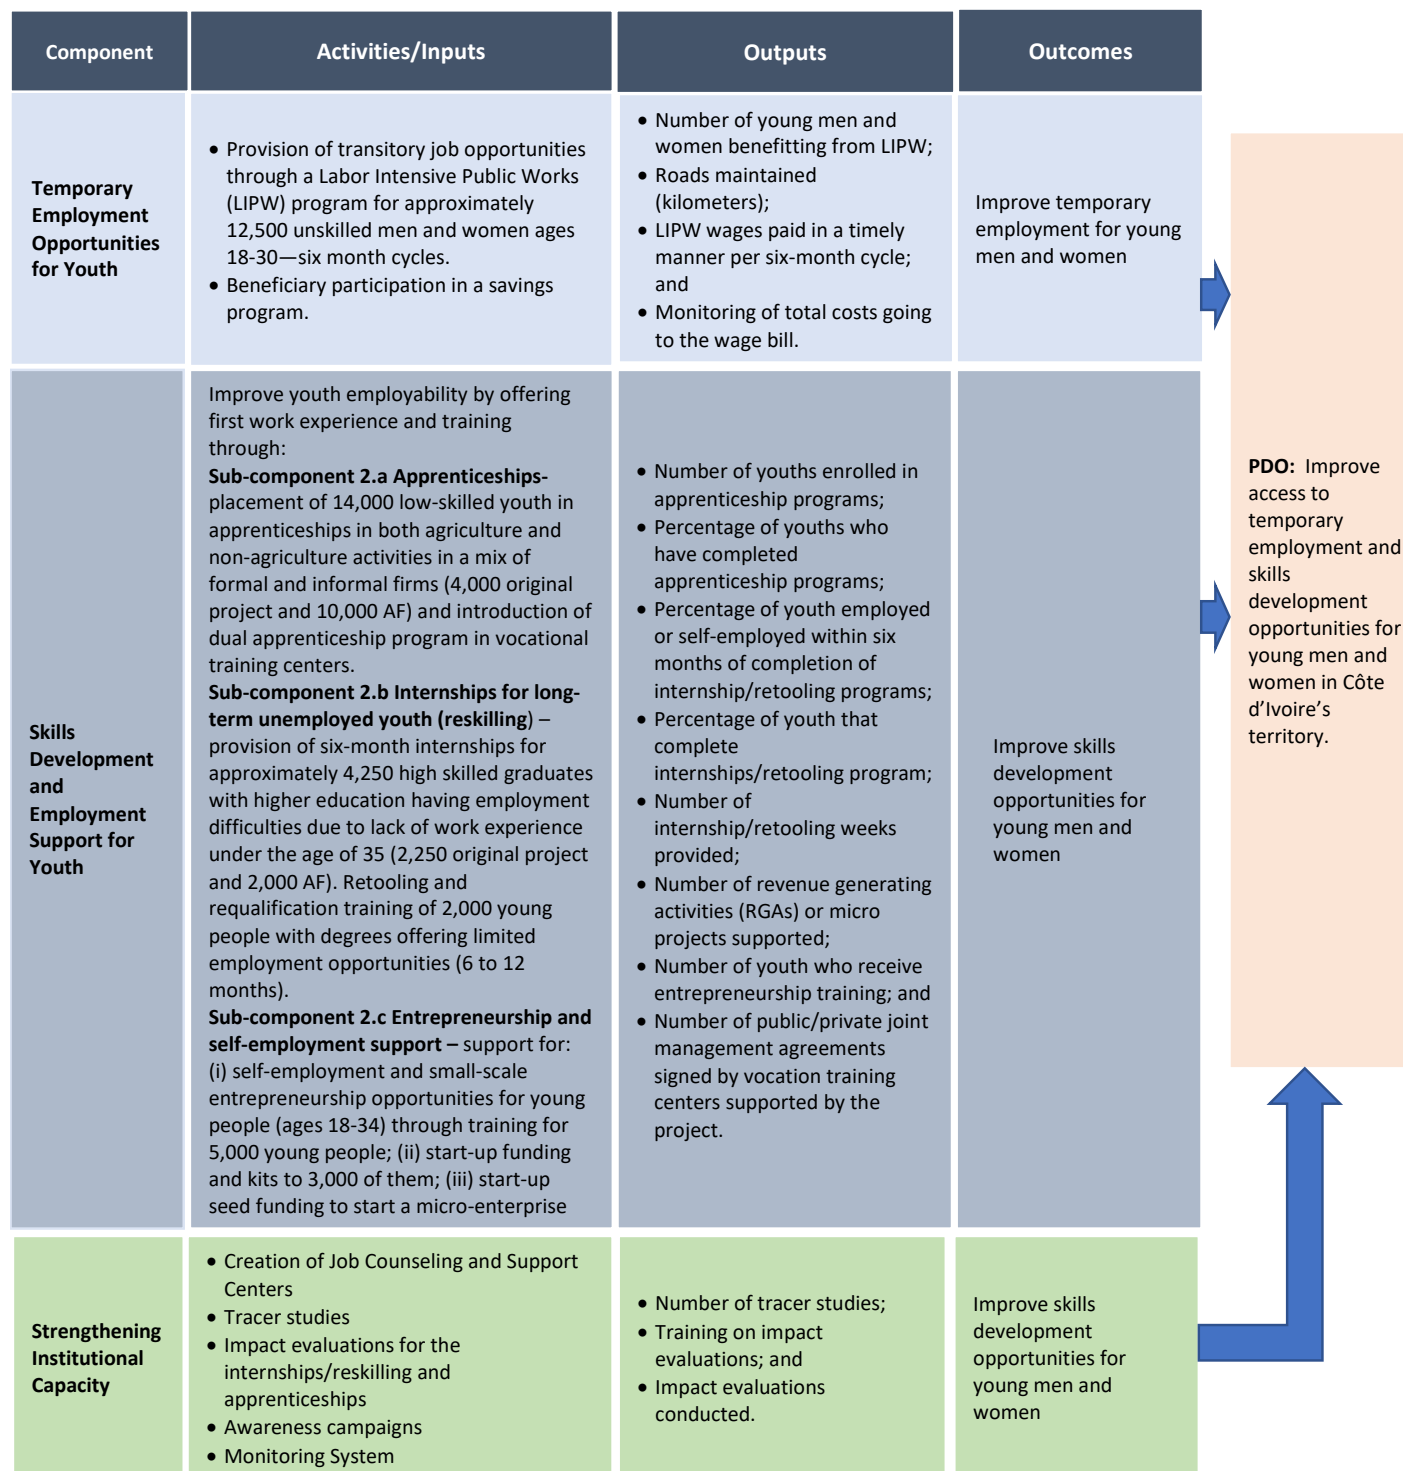 Component
Activities/Inputs
Outputs
Outcomes
Temporary
Employment
Opportunities
for Youth
• Provision of transitory job opportunities
through a Labor Intensive Public Works
(LIPW) program for approximately
12,500 unskilled men and women ages
18-30—six month cycles.
• Beneficiary participation in a savings
program.
• Number of young men and
women benefitting from LIPW;
• Roads maintained
(kilometers);
• LIPW wages paid in a timely
manner per six-month cycle;
and
• Monitoring of total costs going
to the wage bill.
Improve temporary
employment for young
men and women
Skills
Development
and
Employment
Support for
Youth
Improve youth employability by offering
first work experience and training
through:
Sub-component 2.a Apprenticeships-
placement of 14,000 low-skilled youth in
apprenticeships in both agriculture and
non-agriculture activities in a mix of
formal and informal firms (4,000 original
project and 10,000 AF) and introduction of
dual apprenticeship program in vocational
training centers.
Sub-component 2.b Internships for long-
term unemployed youth (reskilling) –
provision of six-month internships for
approximately 4,250 high skilled graduates
with higher education having employment
difficulties due to lack of work experience
under the age of 35 (2,250 original project
and 2,000 AF). Retooling and
requalification training of 2,000 young
people with degrees offering limited
employment opportunities (6 to 12
months).
Sub-component 2.c Entrepreneurship and
self-employment support – support for:
(i) self-employment and small-scale
entrepreneurship opportunities for young
people (ages 18-34) through training for
5,000 young people; (ii) start-up funding
and kits to 3,000 of them; (iii) start-up
seed funding to start a micro-enterprise
• Number of youths enrolled in
apprenticeship programs;
• Percentage of youths who
have completed
apprenticeship programs;
• Percentage of youth employed
or self-employed within six
months of completion of
internship/retooling programs;
• Percentage of youth that
complete
internships/retooling program;
• Number of
internship/retooling weeks
provided;
• Number of revenue generating
activities (RGAs) or micro
projects supported;
• Number of youth who receive
entrepreneurship training; and
• Number of public/private joint
management agreements
signed by vocation training
centers supported by the
project.
Improve skills
development
opportunities for
young men and
women
Strengthening
Institutional
Capacity
• Creation of Job Counseling and Support
Centers
• Tracer studies
• Impact evaluations for the
internships/reskilling and
apprenticeships
• Awareness campaigns
• Monitoring System
• Number of tracer studies;
• Training on impact
evaluations; and
• Impact evaluations
conducted.
Improve skills
development
opportunities for
young men and
women
PDO: Improve
access to
temporary
employment and
skills
development
opportunities for
young men and
women in Côte
d’Ivoire’s
territory.